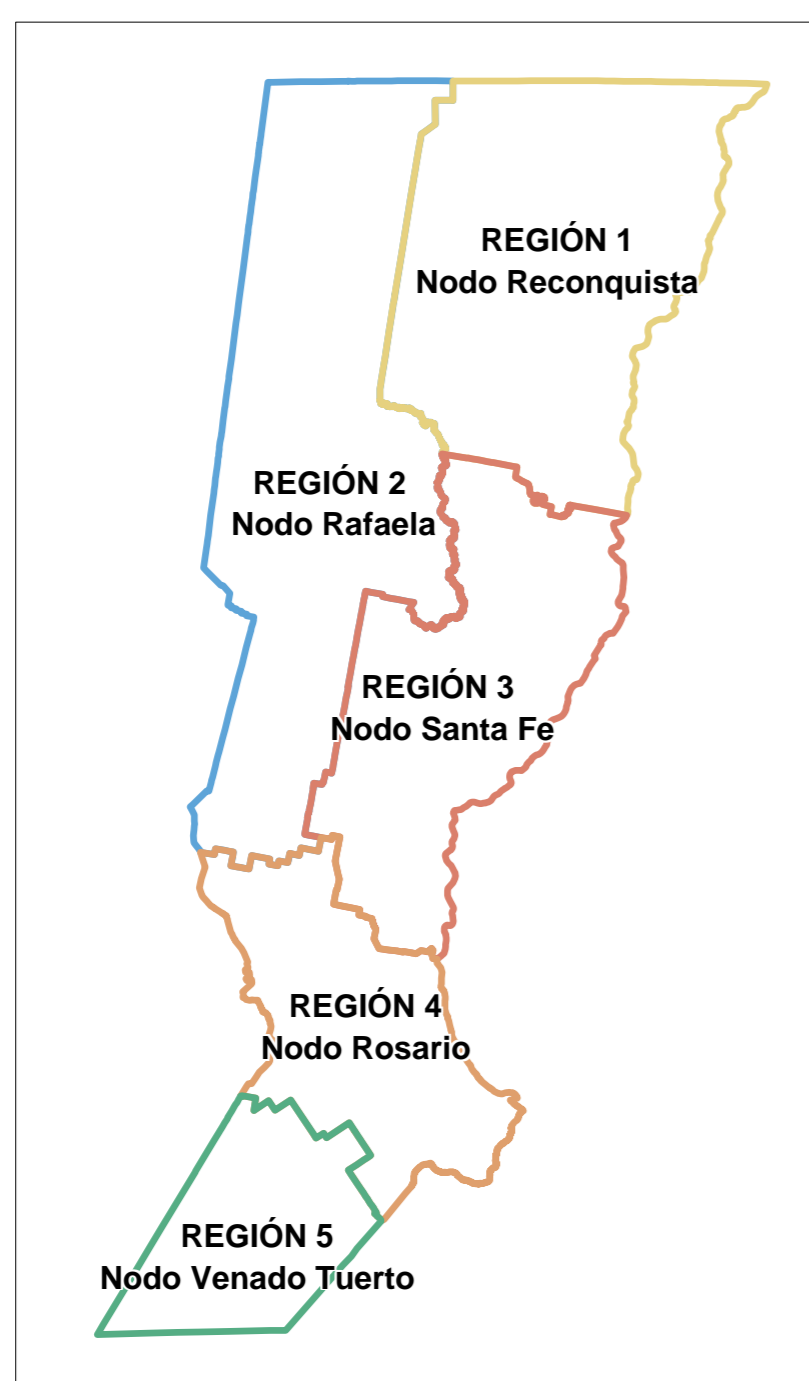 REGIÓN 1
Nodo Reconquista
REGIÓN 2
Nodo Rafaela
REGIÓN 3
Nodo Santa Fe
REGIÓN 4
Nodo Rosario
REGIÓN 5
Nodo Venado Tuerto